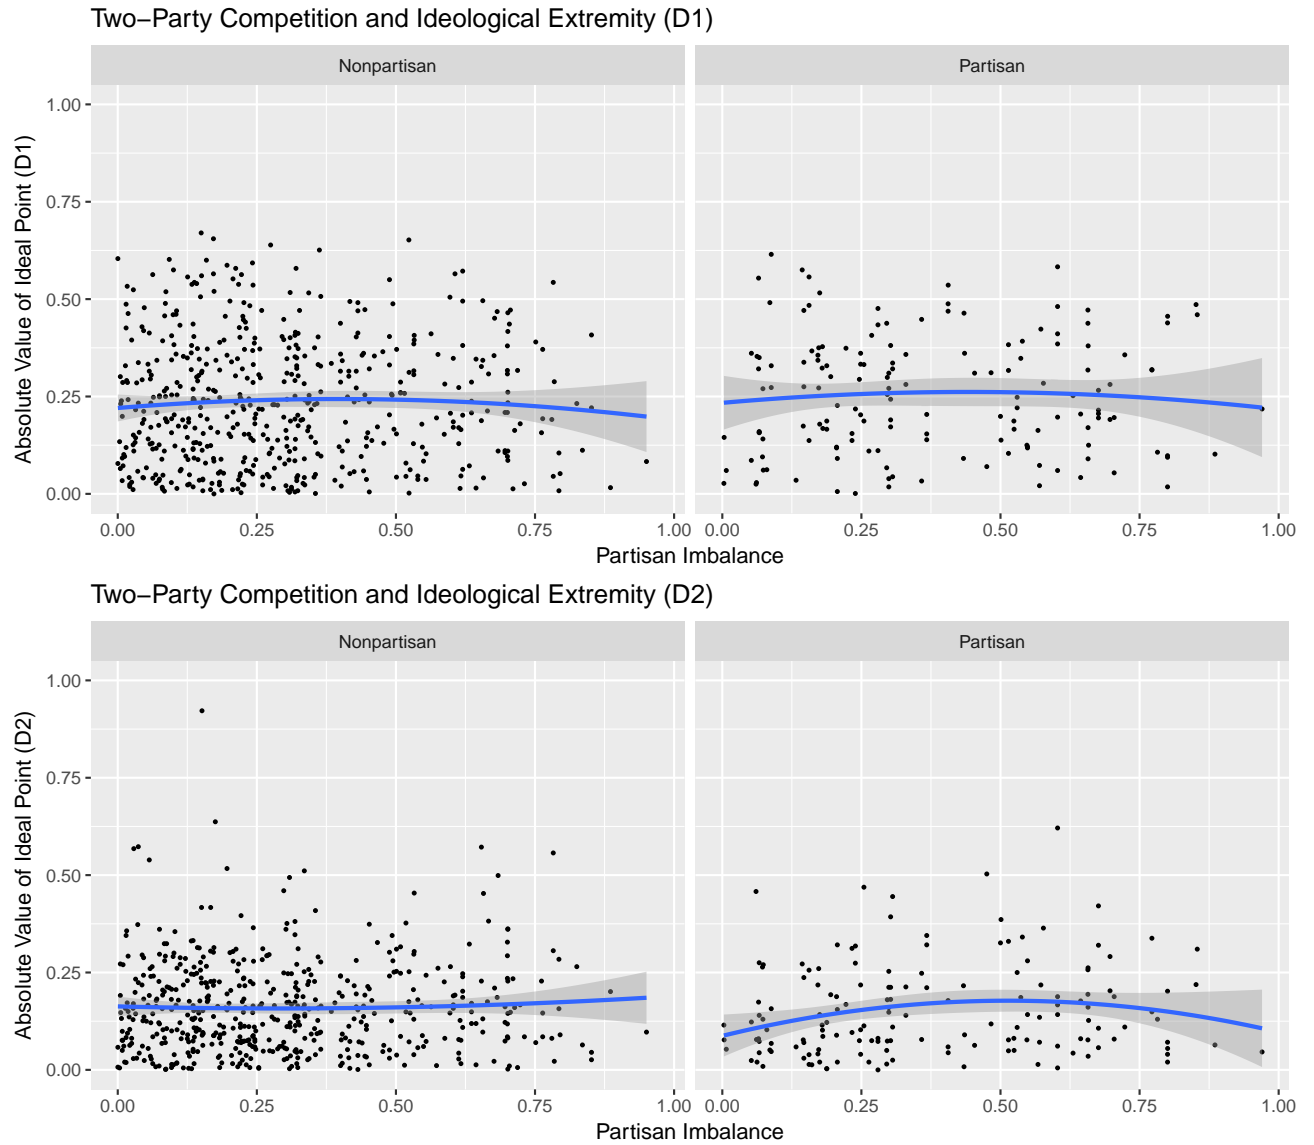 Two−Party Competition and Ideological Extremity (D1)
Nonpartisan
Partisan
Absolute Value of Ideal Point (D1)
1.00
0.75
0.50
0.25
0.00
0.00 0.25 0.50 0.75 1.00 0.00 0.25 0.50 0.75 1.00
Partisan Imbalance
Two−Party Competition and Ideological Extremity (D2)
Nonpartisan
Partisan
Absolute Value of Ideal Point (D2)
1.00
0.75
0.50
0.25
0.00
0.00 0.25 0.50 0.75 1.00 0.00 0.25 0.50 0.75 1.00
Partisan Imbalance